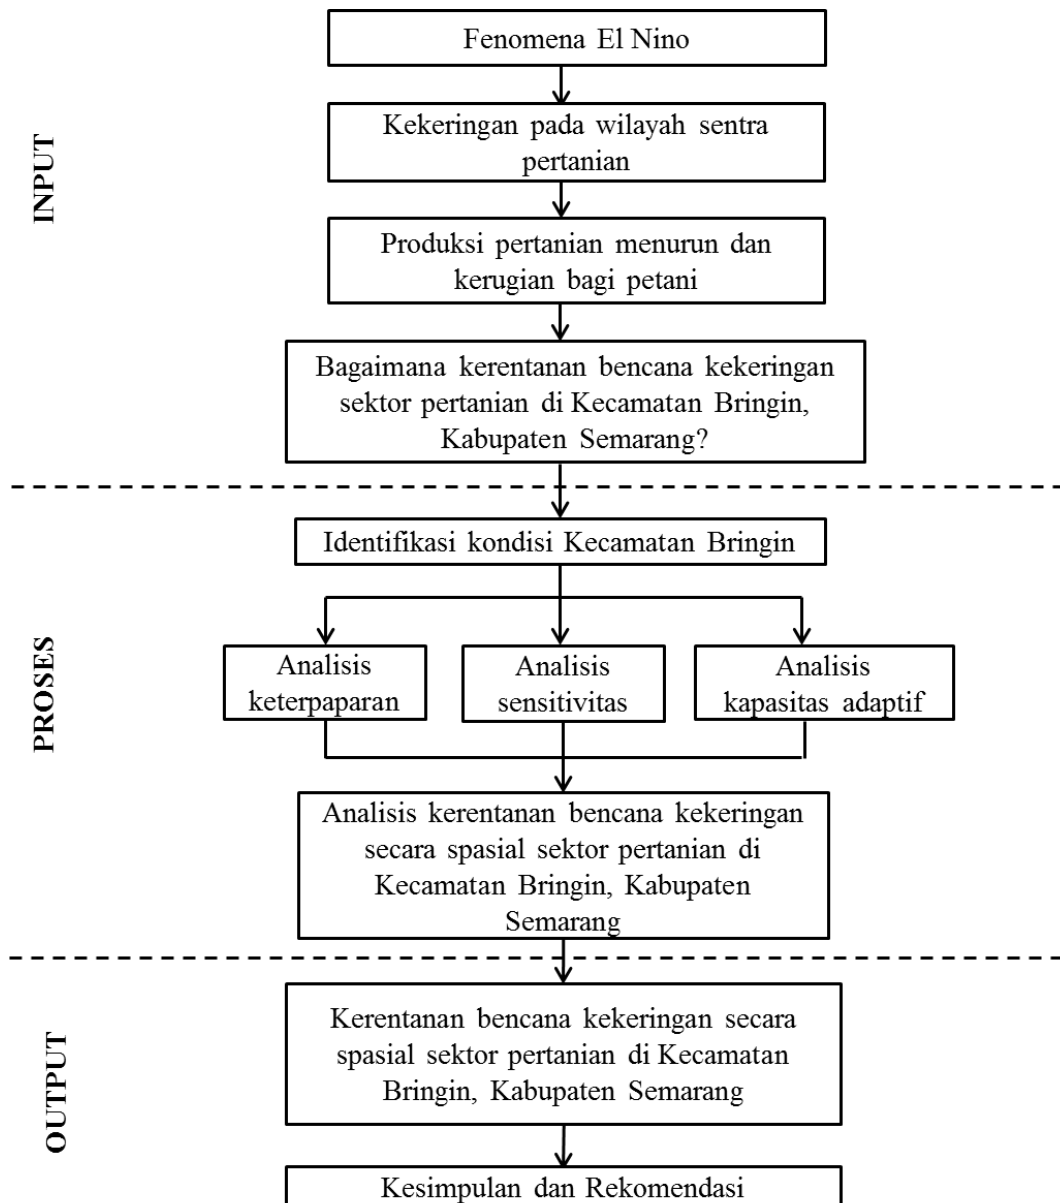 INPUT
Fenomena El Nino
Kekeringan pada wilayah sentra
pertanian
Produksi pertanian menurun dan
kerugian bagi petani
Bagaimana kerentanan bencana kekeringan
sektor pertanian di Kecamatan Bringin,
Kabupaten Semarang?
PROSES
Identifikasi kondisi Kecamatan Bringin
Analisis
keterpaparan
Analisis
sensitivitas
Analisis
kapasitas adaptif
Analisis kerentanan bencana kekeringan
secara spasial sektor pertanian di
Kecamatan Bringin, Kabupaten
Semarang
OUTPUT
Kerentanan bencana kekeringan secara
spasial sektor pertanian di Kecamatan
Bringin, Kabupaten Semarang
Kesimpulan dan Rekomendasi